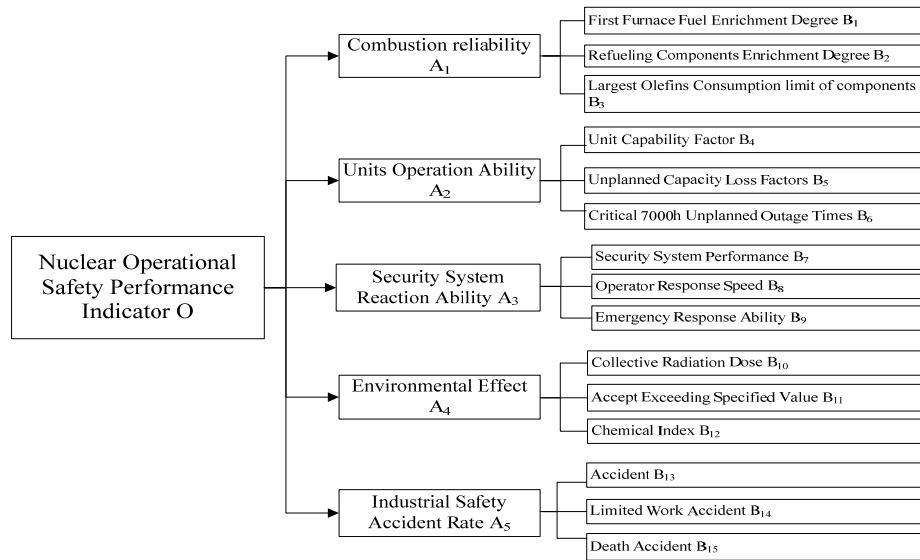 Nuclear Operational
Safety Performance
Indicator O
Combustion reliability
A₁
First Furnace Fuel Enrichment Degree B₁
Refueling Components Enrichment Degree B₂
Largest Olefins Consumption limit of components
B₃
Units Operation Ability
A₂
Unit Capability Factor B₄
Unplanned Capacity Loss Factors B₅
Critical 7000h Unplanned Outage Times B₆
Security System
Reaction Ability A₃
Security System Performance B₇
Operator Response Speed B₈
Emergency Response Ability B₉
Environmental Effect
A₄
Collective Radiation Dose B₁₀
Accept Exceeding Specified Value B₁₁
Chemical Index B₁₂
Industrial Safety
Accident Rate A₅
Accident B₁₃
Limited Work Accident B₁₄
Death Accident B₁₅